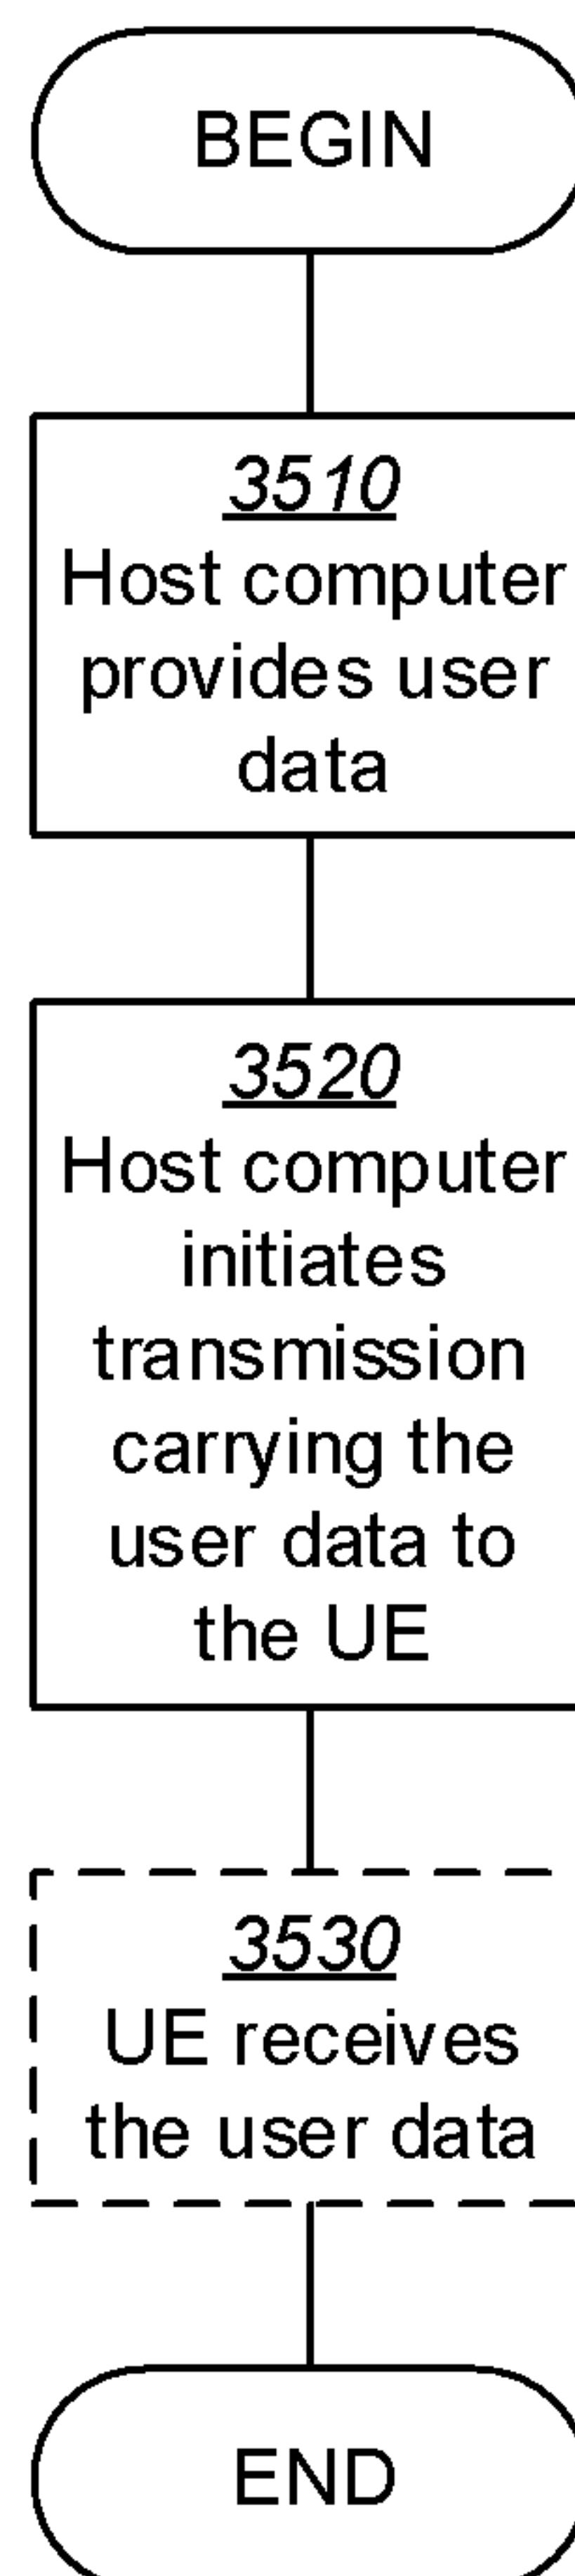 BEGIN
3510
Host computer
provides user
data
3520
Host computer
initiates
transmission
carrying the
user data to
the UE
3530
UE receives
the user data
END